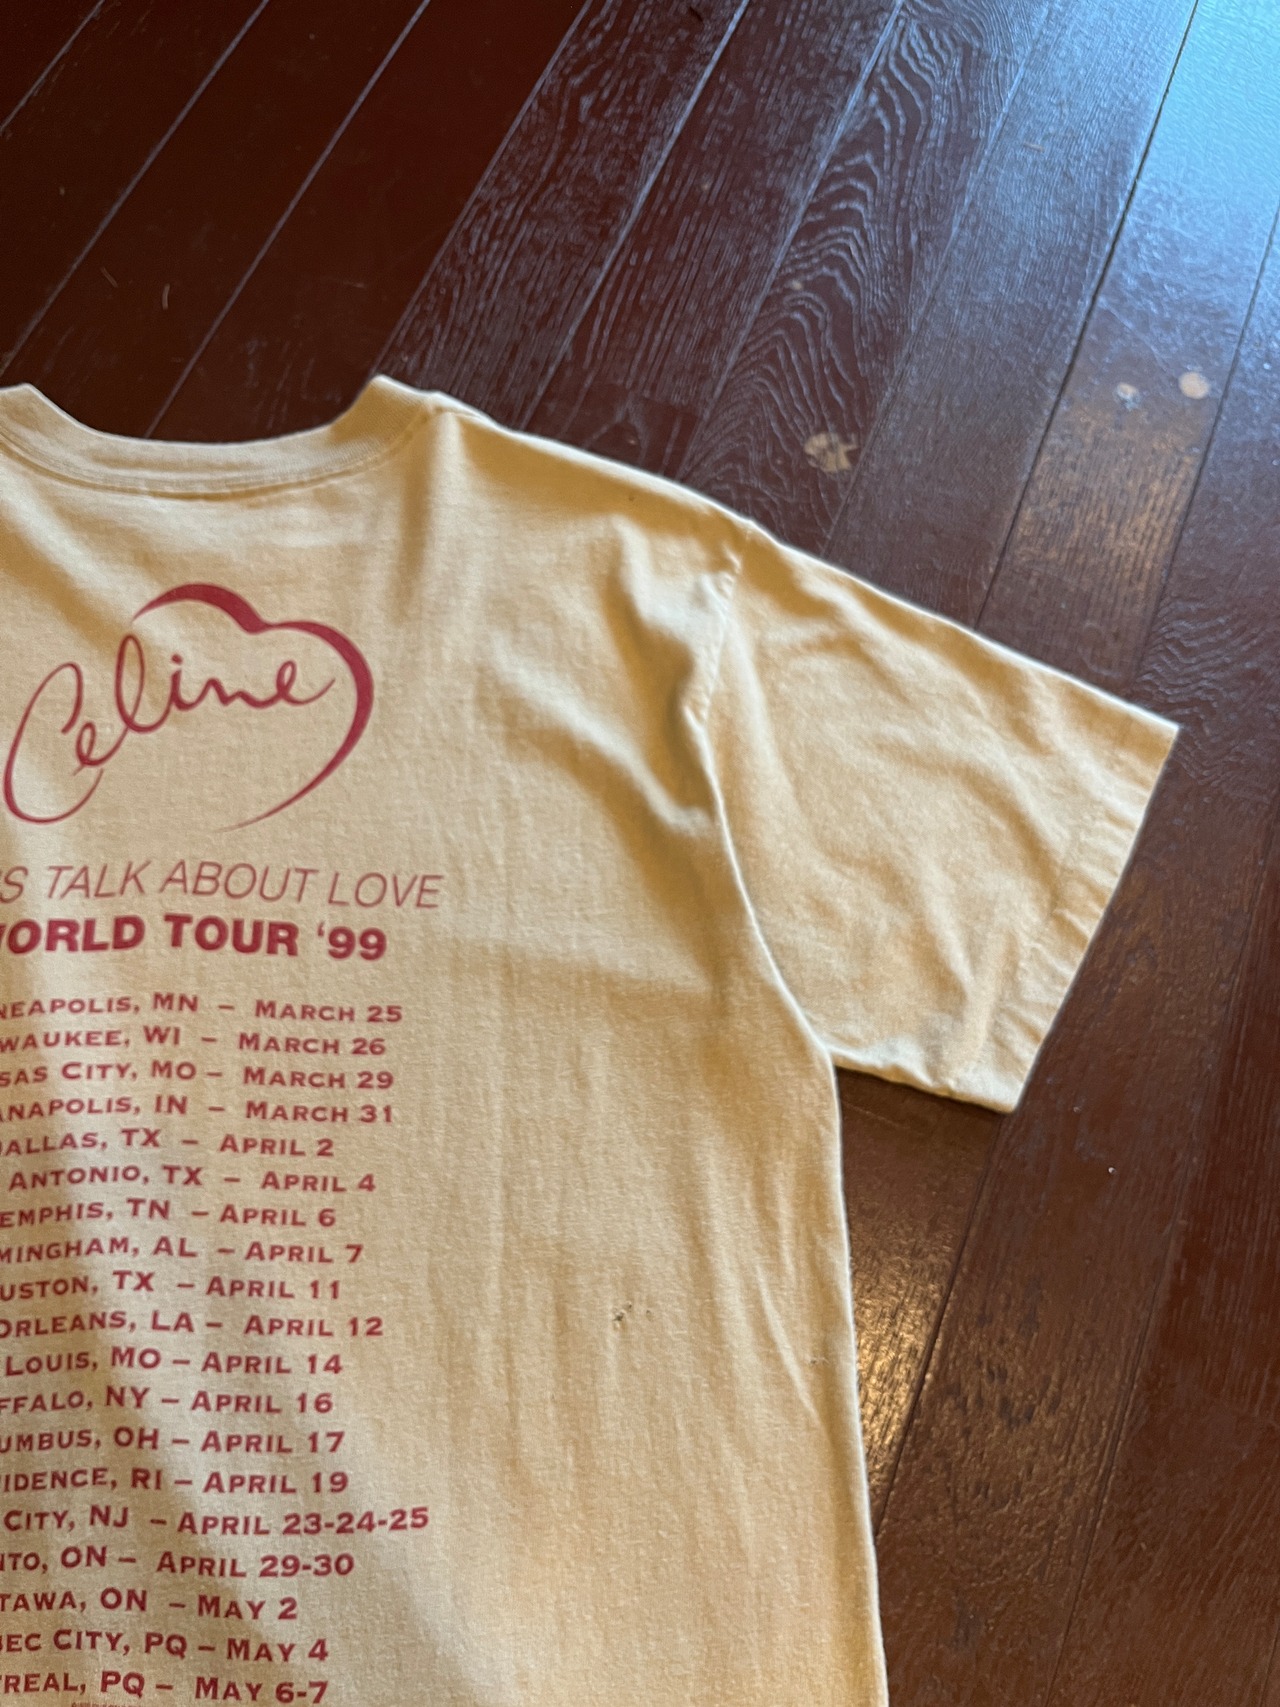 Celine
S TALK ABOUT LOVE
WORLD TOUR '99
NEAPOLIS, MN – MARCH 25
WAUKEE, WI – MARCH 26
SAS CITY, MO – MARCH 29
ANAPOLIS, IN – MARCH 31
DALLAS, TX – APRIL 2
ANTONIO, TX – APRIL 4
EMPHIS, TN – APRIL 6
MINGHAM, AL – APRIL 7
USTON, TX – APRIL 11
ORLEANS, LA – APRIL 12
LOUIS, MO – APRIL 14
FFALO, NY – APRIL 16
UMBUS, OH – APRIL 17
IDENCE, RI – APRIL 19
CITY, NJ – APRIL 23-24-25
NTO, ON – APRIL 29-30
TAWA, ON – MAY 2
BEC CITY, PQ – MAY 4
TREAL, PQ – MAY 6-7